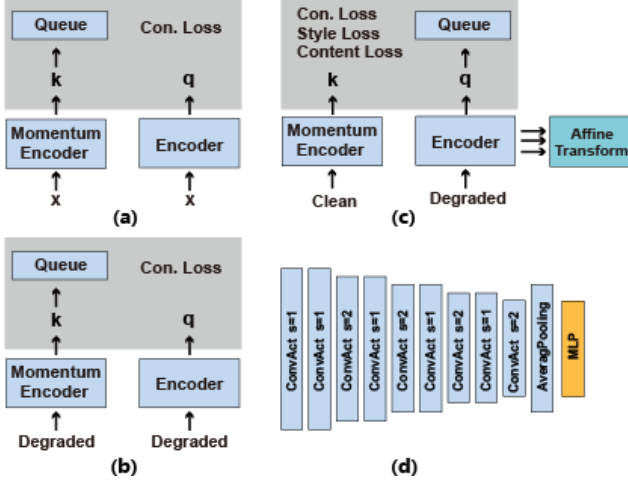 Queue
Con. Loss
k
q
Momentum
Encoder
Encoder
x
x
(a)
Con. Loss
Style Loss
Content Loss
Queue
k
q
Momentum
Encoder
Encoder
Affine
Transform
Clean
Degraded
(c)
Queue
Con. Loss
k
q
Momentum
Encoder
Encoder
Degraded
Degraded
(b)
ConvAct s=1
ConvAct s=1
ConvAct s=2
ConvAct s=1
ConvAct s=2
ConvAct s=1
ConvAct s=2
ConvAct s=1
ConvAct s=2
AveragPooling
MLP
(d)